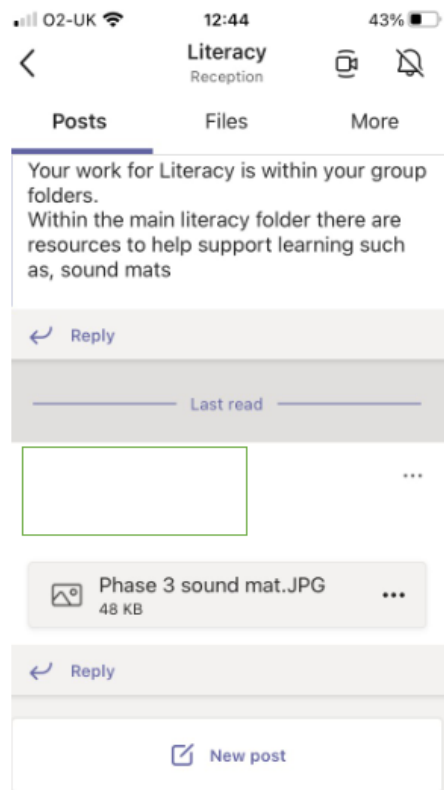 O2-UK 12:44 43%
Literacy
Reception
Posts Files More
Your work for Literacy is within your group
folders.
Within the main literacy folder there are
resources to help support learning such
as, sound mats
Reply
Last read
Phase 3 sound mat.JPG
48 KB
Reply
New post